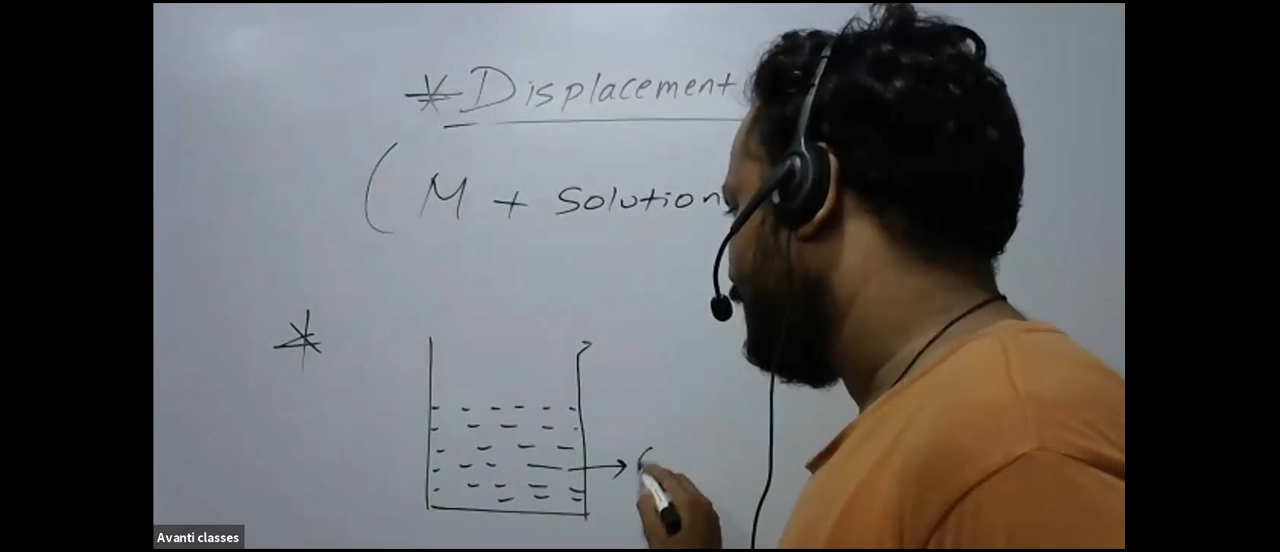 * Displacement
( M + Solution
*
Avanti classes